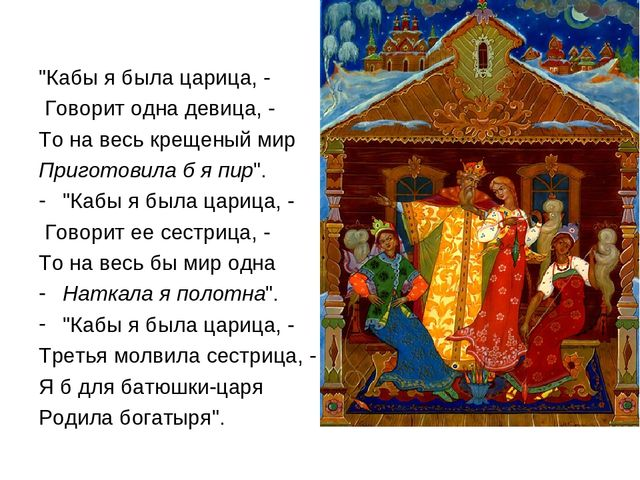 "Кабы я была царица, -
Говорит одна девица, -
То на весь крещеный мир
Приготовила б я пир".
- "Кабы я была царица, -
Говорит ее сестрица, -
То на весь бы мир одна
- Наткала я полотна".
- "Кабы я была царица, -
Третья молвила сестрица, -
Я б для батюшки-царя
Родила богатыря".